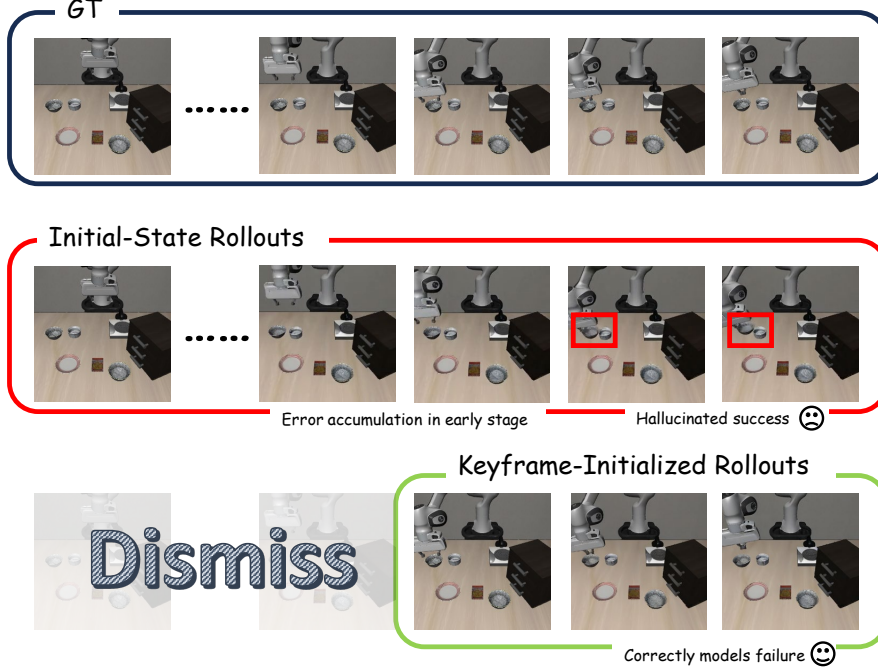 GT
......
Initial-State Rollouts
......
Error accumulation in early stage
Hallucinated success
Keyframe-Initialized Rollouts
Dismiss
Correctly models failure